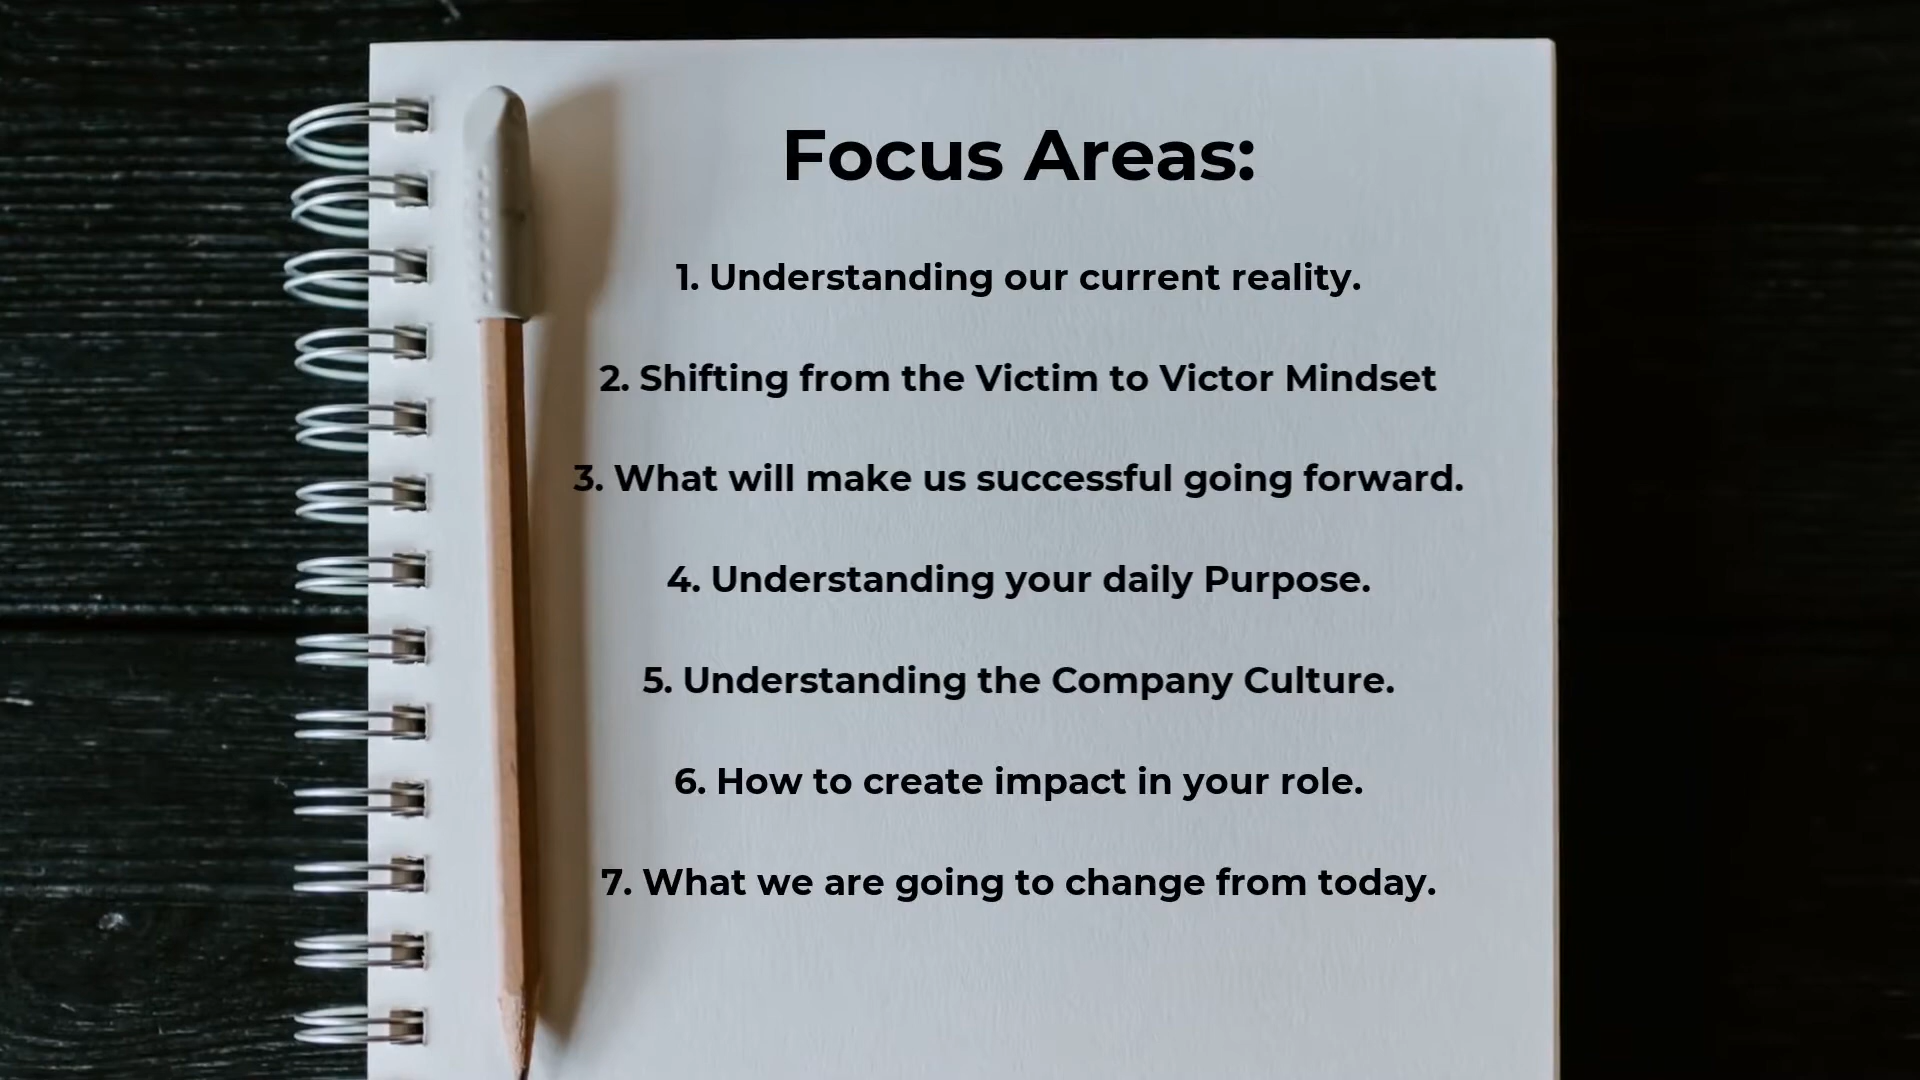 Focus Areas:
1. Understanding our current reality.
2. Shifting from the Victim to Victor Mindset
3. What will make us successful going forward.
4. Understanding your daily Purpose.
5. Understanding the Company Culture.
6. How to create impact in your role.
7. What we are going to change from today.